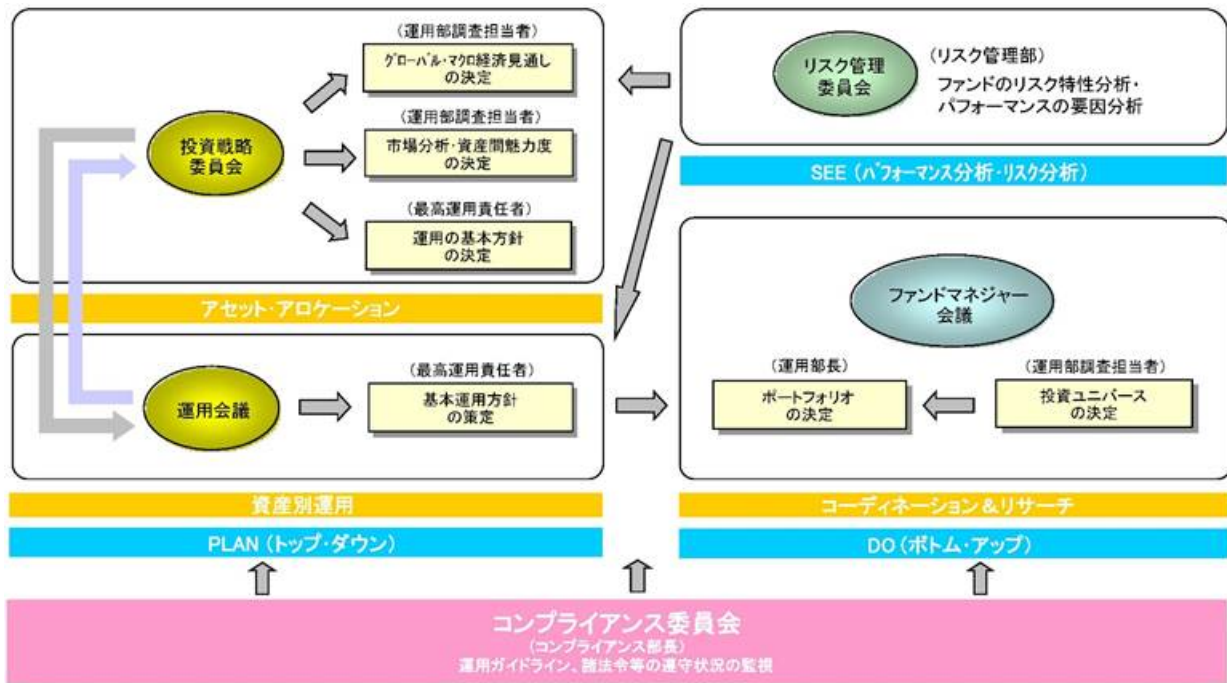 (運用部調査担当者)
グローバル・マクロ経済見通し
の決定
(運用部調査担当者)
市場分析・資産間魅力度
の決定
(最高運用責任者)
運用の基本方針
の決定
投資戦略
委員会
アセット・アロケーション
運用会議
(最高運用責任者)
基本運用方針
の策定
資産別運用
PLAN (トップ・ダウン)
リスク管理
委員会
(リスク管理部)
ファンドのリスク特性分析・
パフォーマンスの要因分析
SEE (パフォーマンス分析・リスク分析)
ファンドマネジャー
会議
(運用部長)
ポートフォリオ
の決定
(運用部調査担当者)
投資ユニバース
の決定
コーディネーション&リサーチ
DO (ボトム・アップ)
コンプライアンス委員会
(コンプライアンス部長)
運用ガイドライン、諸法令等の遵守状況の監視